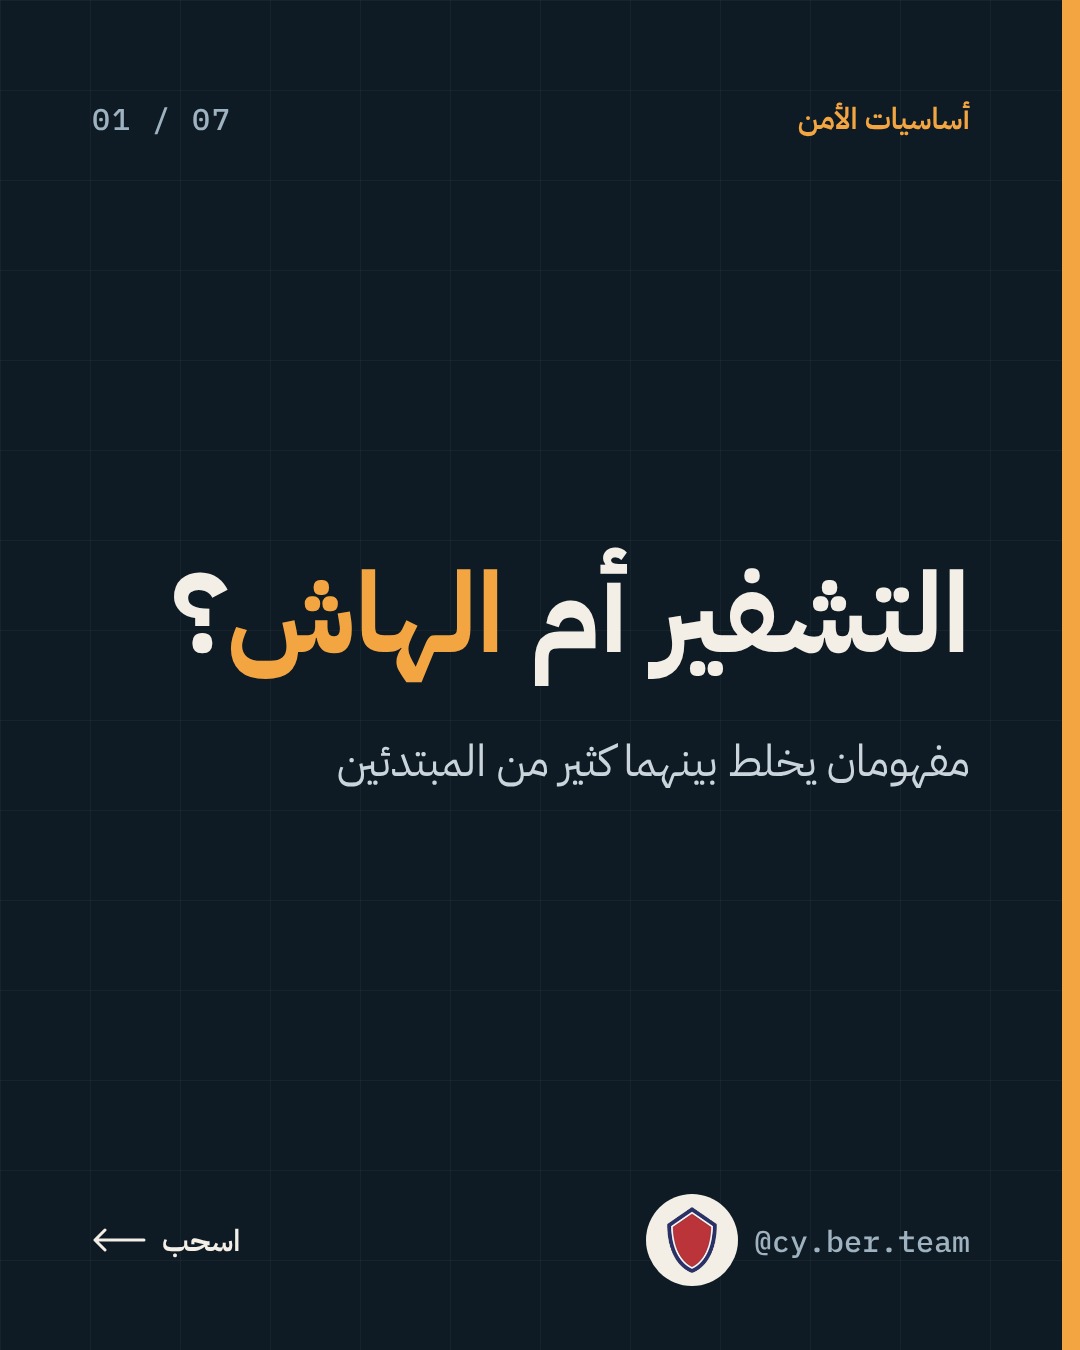 أساسيات الأمن
01 / 07
التشفير أم الهاش؟
مفهومان يخلط بينهما كثير من المبتدئين
@cy.ber.team
اسحب ←